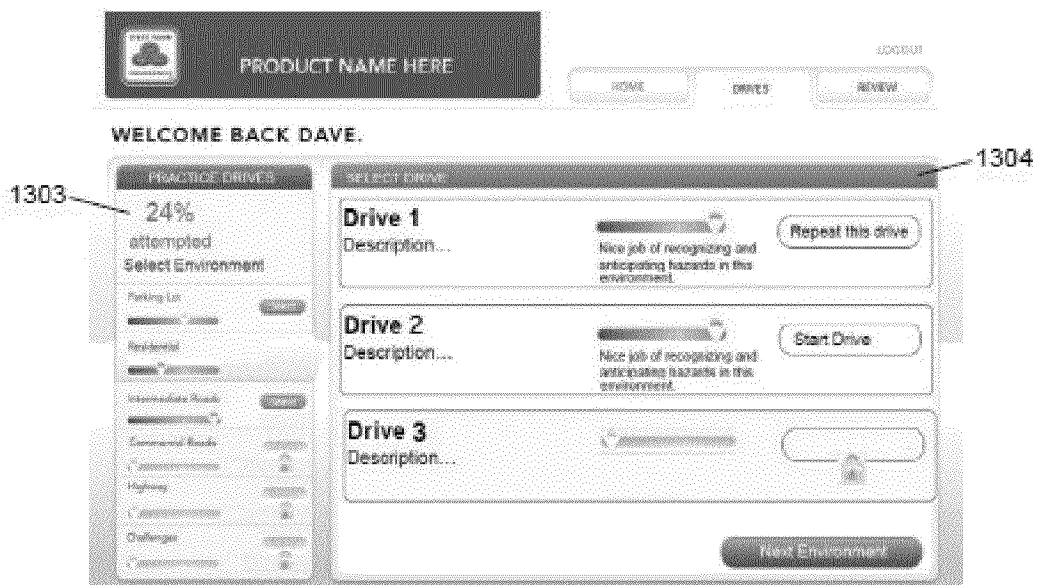 PRODUCT NAME HERE
LOGOUT
HOME
DRIVES
REVIEW
WELCOME BACK DAVE.
1303
1304
PRACTICE DRIVES
24%
attempted
Select Environment
Parking Lot
Residential
Intermediate Roads
Commercial Roads
Highway
Challenges
SELECT DRIVE
Drive 1
Description...
Nice job of recognizing and
anticipating hazards in this
environment.
Repeat this drive
Drive 2
Description...
Nice job of recognizing and
anticipating hazards in this
environment.
Start Drive
Drive 3
Description...
Next Environment